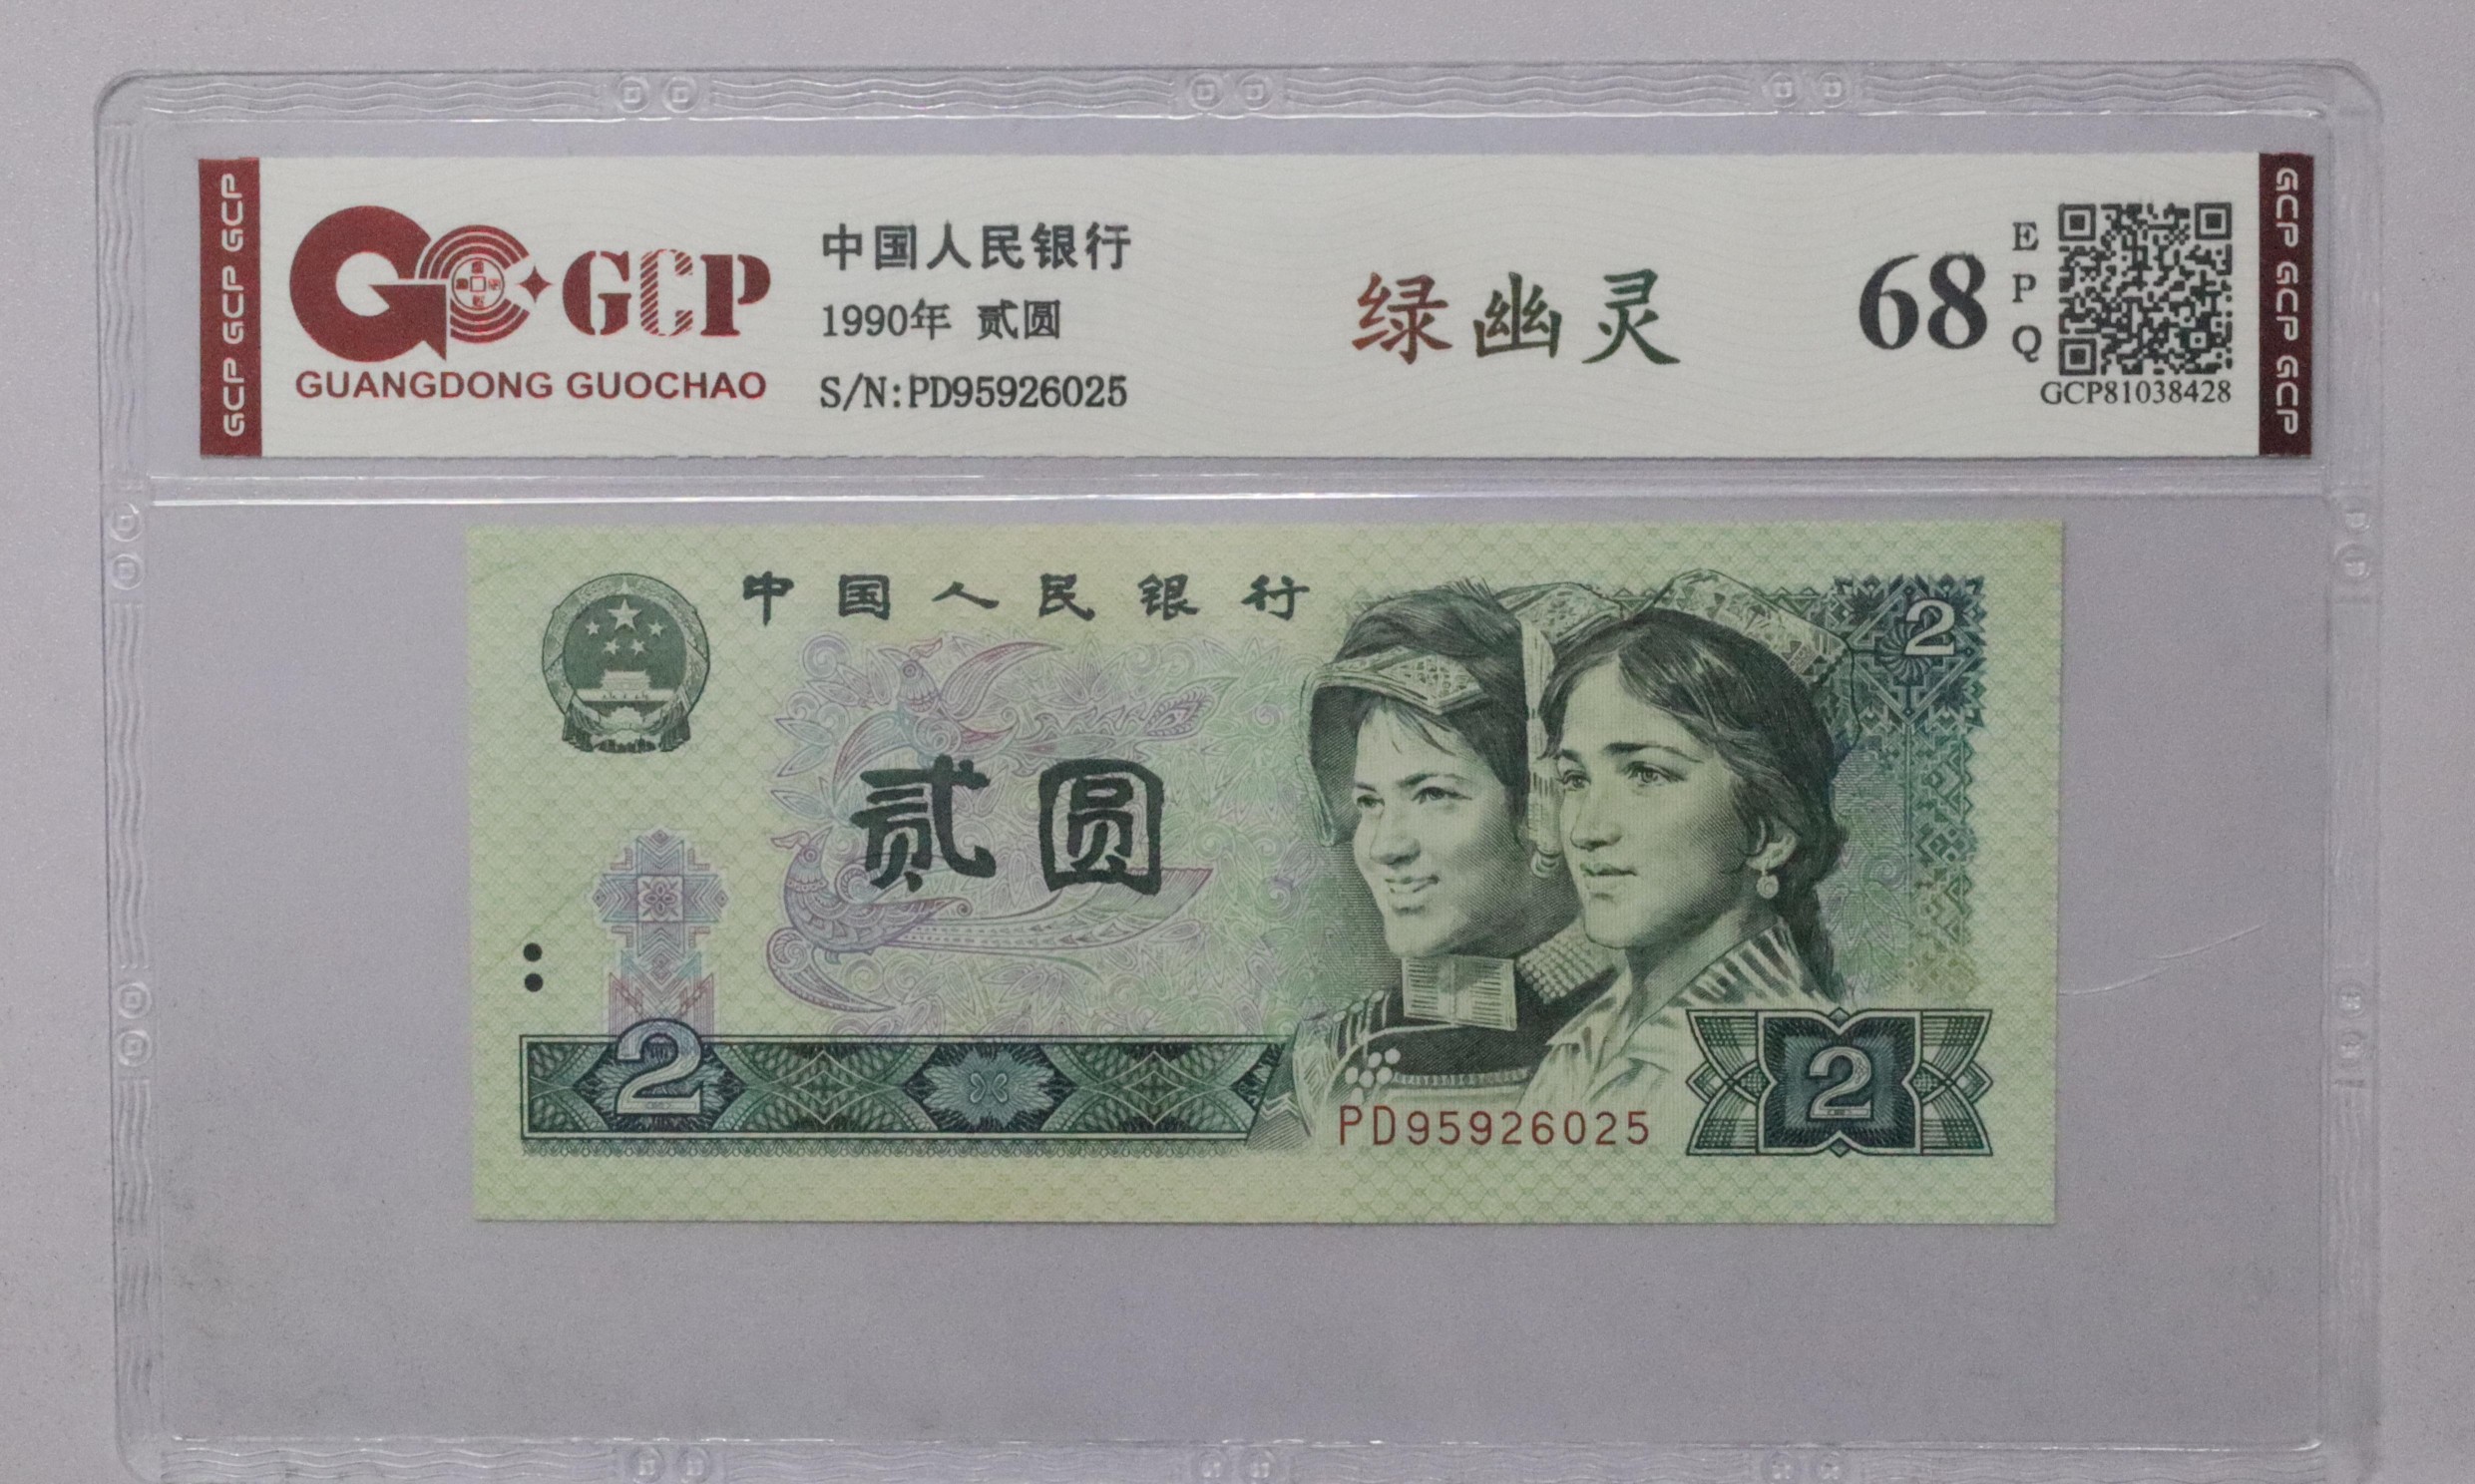 GCP GCP GCP
GCP
GUANGDONG GUOCHAO
中国人民银行
1990年 贰圆
S/N:PD95926025
绿幽灵
68
EPQ
GCP81038428
GCP GCP GCP
中国人民银行
2
贰圆
2
PD95926025
2